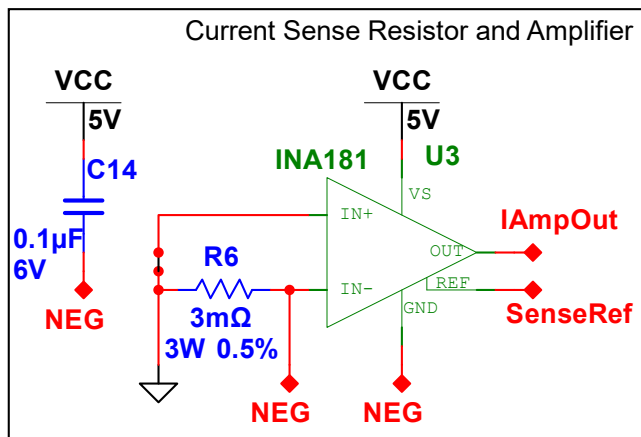 Current Sense Resistor and Amplifier
VCC
5V
C14
0.1µF
6V
NEG
VCC
5V
INA181
U3
VS
IN+
OUT
IAmpOut
R6
IN-
REF
3mΩ
GND
SenseRef
3W 0.5%
NEG
NEG